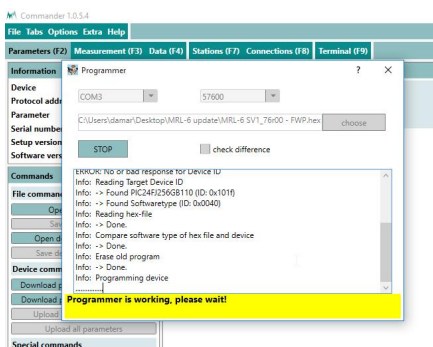 Commander 1.0.5.4
File Tabs Options Extra Help
Parameters (F2) Measurement (F3) Data (F4) Stations (F7) Connections (F8) Terminal (F9)
Information
Device
Protocol addr
Parameter
Serial numbe
Setup version
Software vers
Commands
File comman
Ope
Sav
Open d
Save de
Device comm
Download p
Download p
Upload
Upload all parameters
Special commands
Programmer ? X
COM3 57600
C:\Users\damar\Desktop\MRL-6 update\MRL-6 SV1_76r00 - FWP.hex choose
STOP check difference
ERROR: No or bad response for Device ID
Info: Reading Target Device ID
Info: -> Found PIC24FJ256GB110 (ID: 0x101f)
Info: -> Found Softwaretype (ID: 0x0040)
Info: Reading hex-file
Info: -> Done.
Info: Compare software type of hex file and device
Info: -> Done.
Info: Erase old program
Info: -> Done.
Info: Programming device
...........
Programmer is working, please wait!